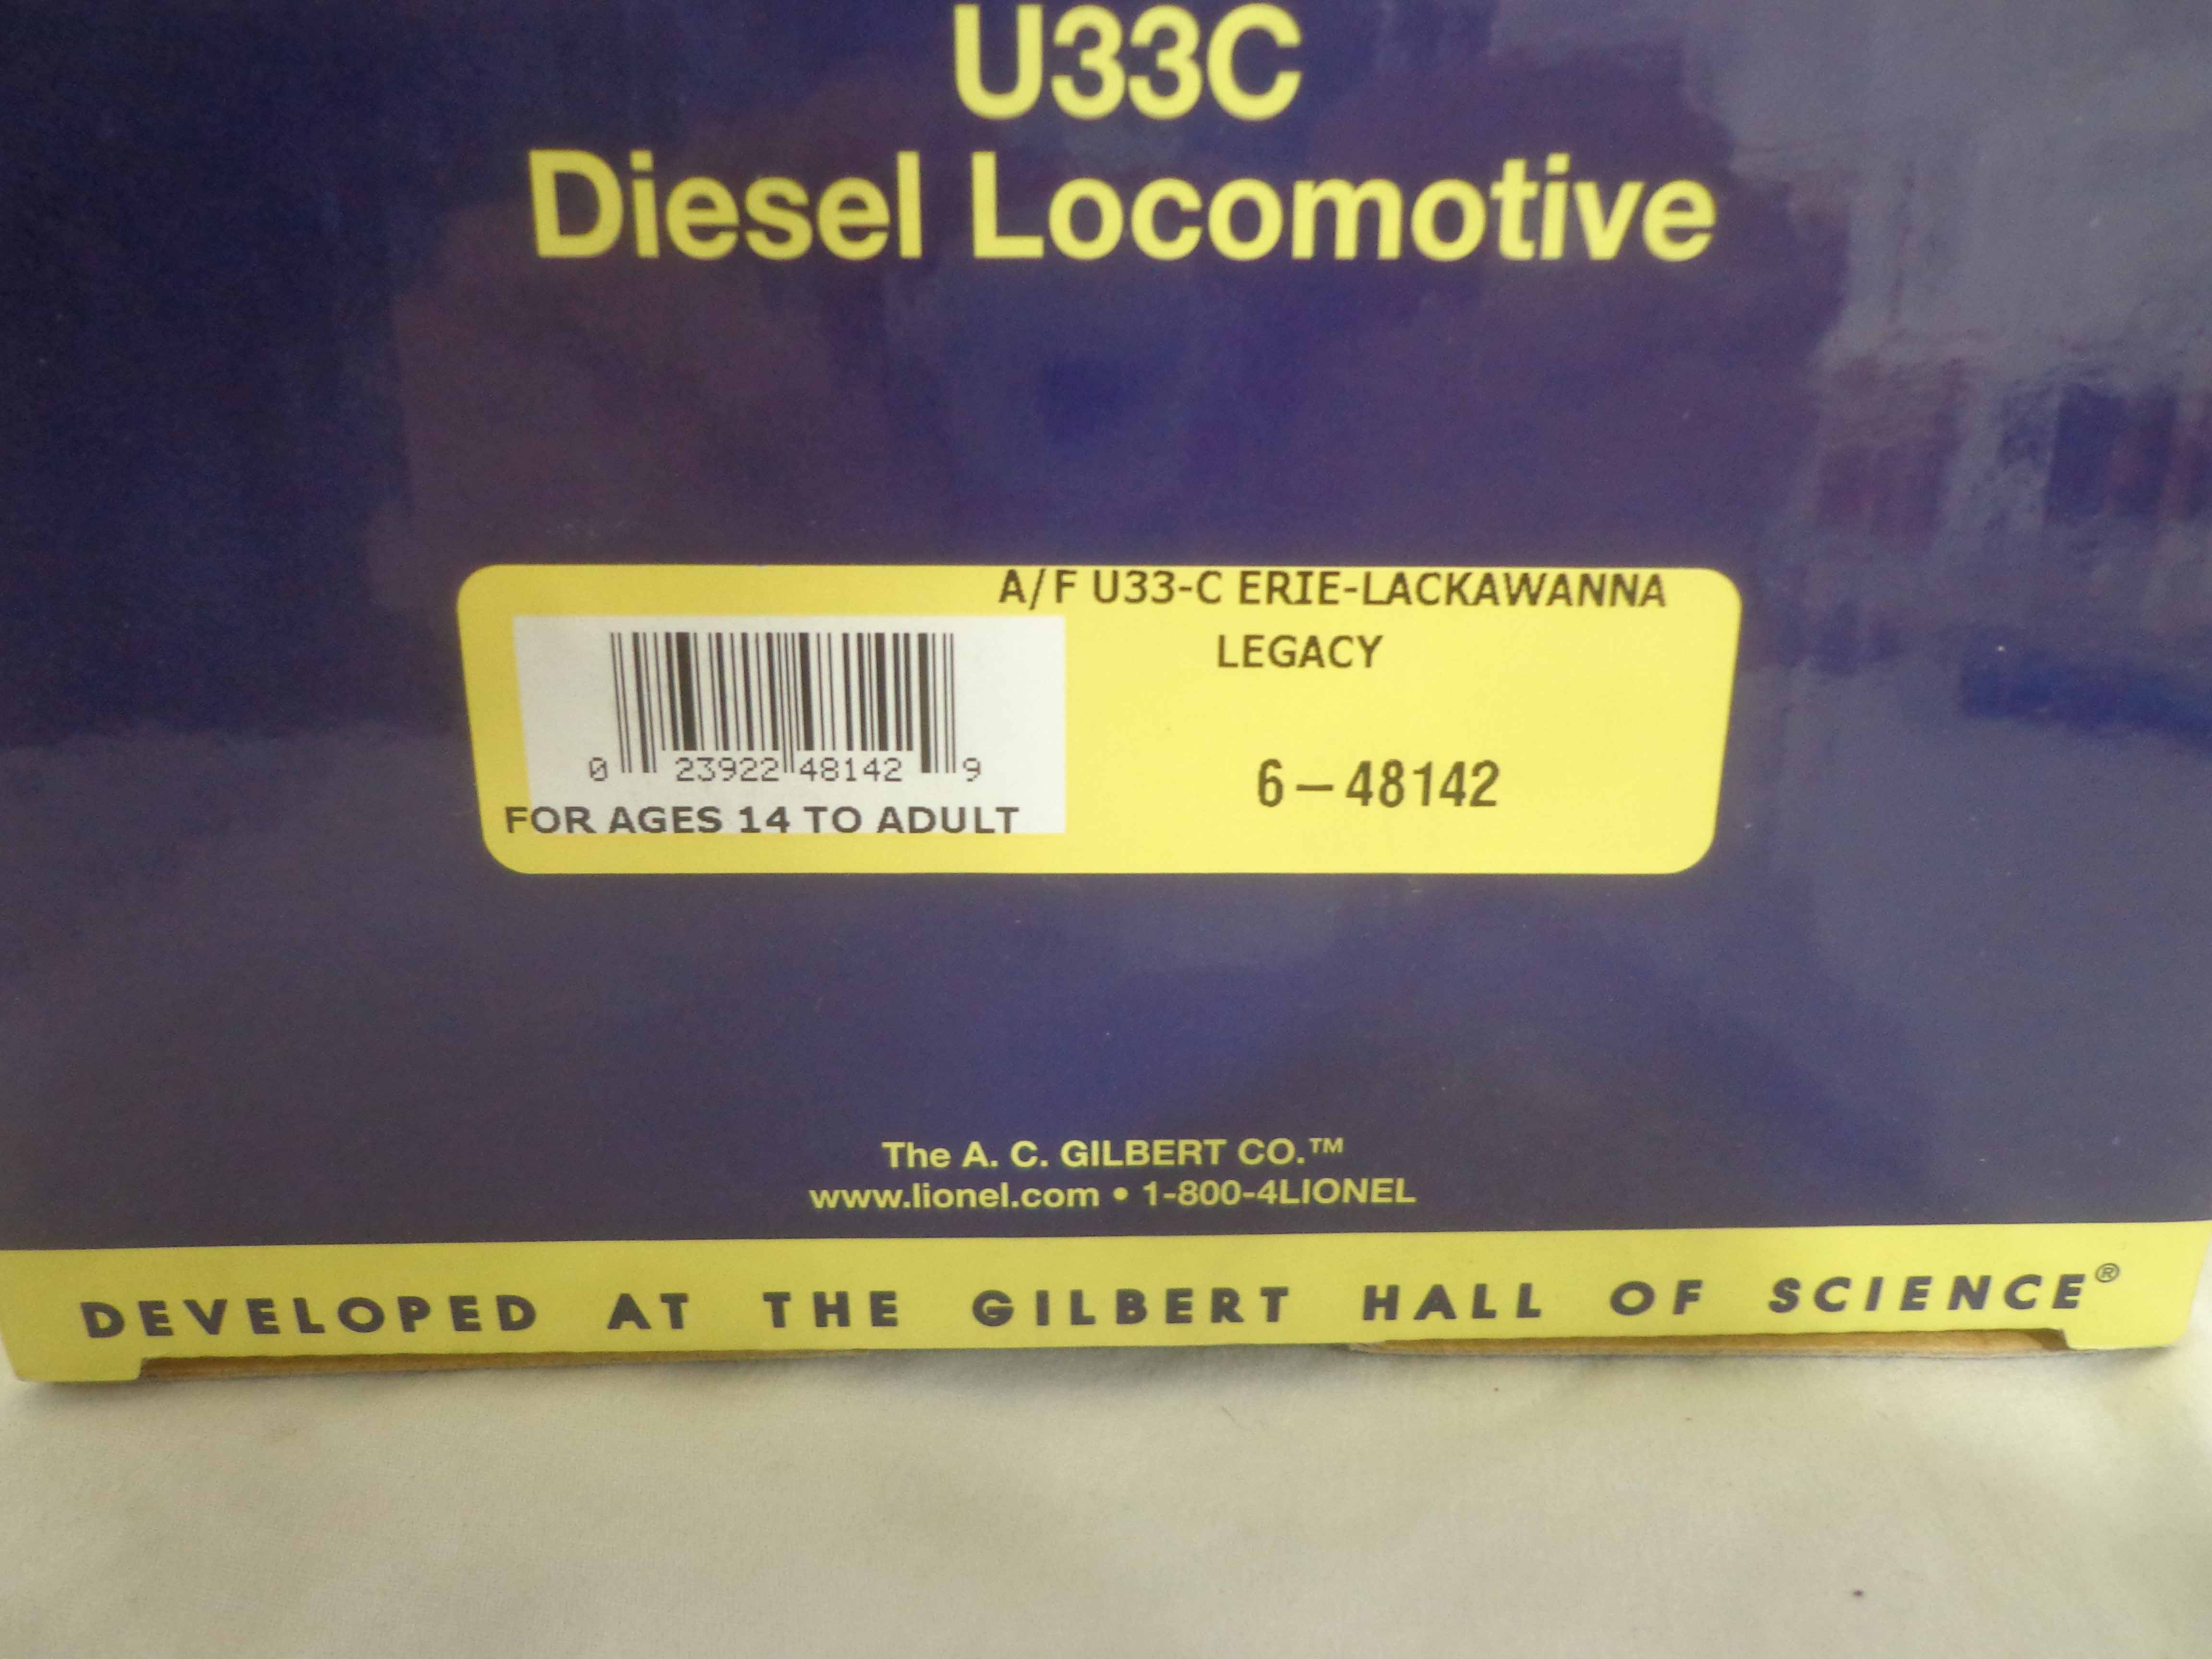 U33C
Diesel Locomotive
A/F U33-C ERIE-LACKAWANNA
LEGACY
0 23922 48142 9
6-48142
FOR AGES 14 TO ADULT
The A. C. GILBERT CO.™
www.lionel.com • 1-800-4LIONEL
DEVELOPED AT THE GILBERT HALL OF SCIENCE®